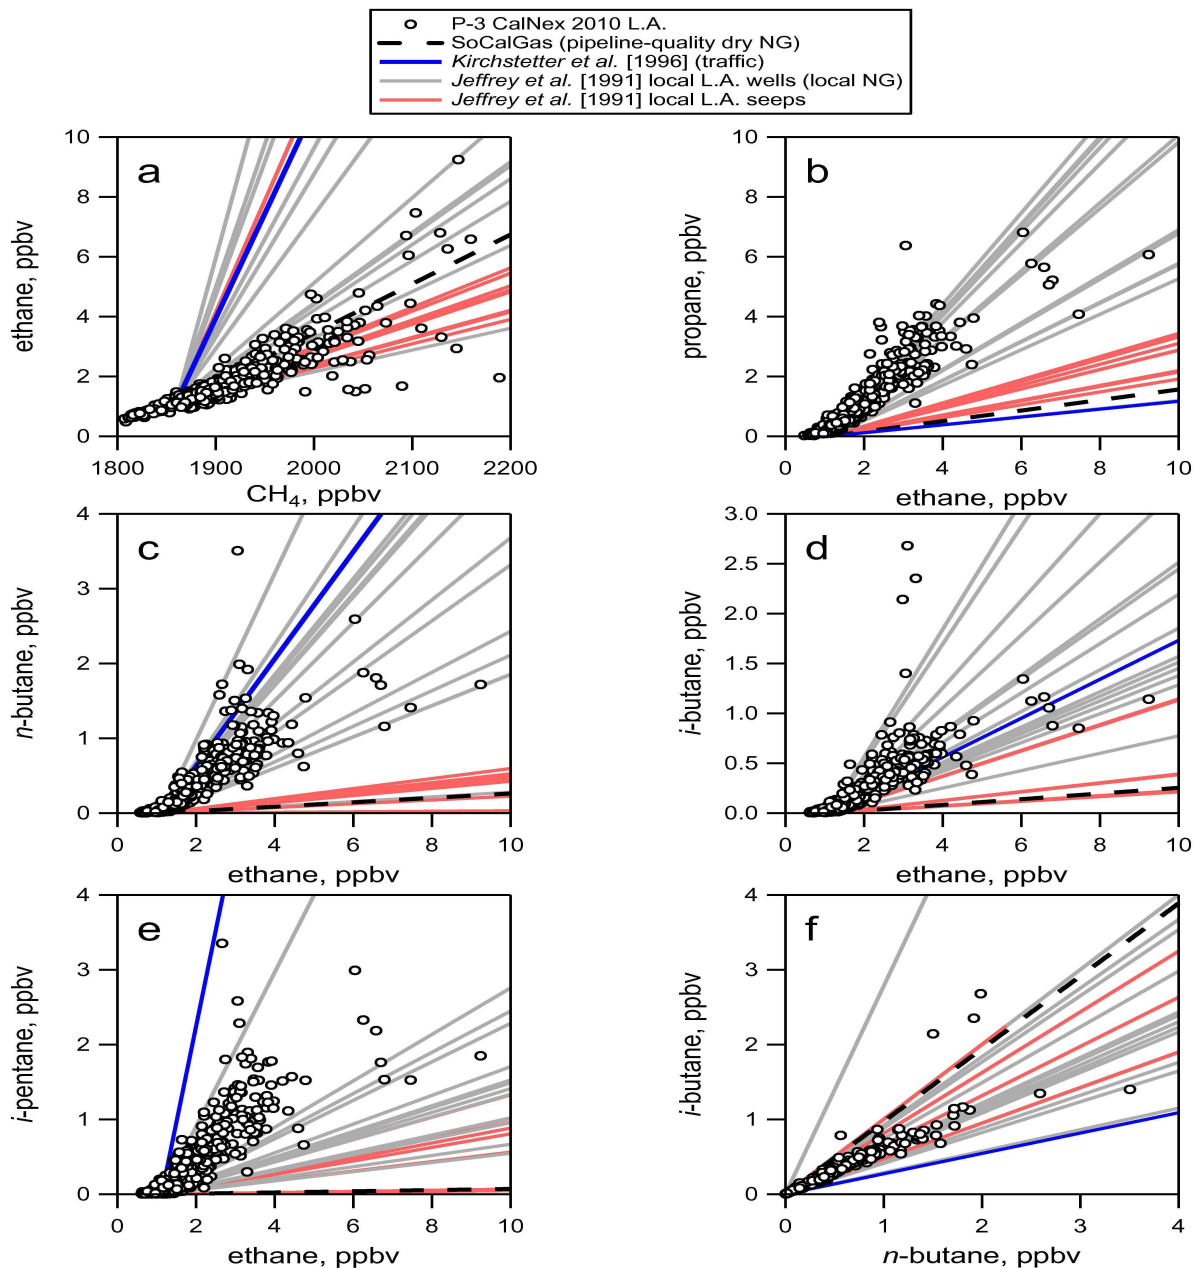 P-3 CalNex 2010 L.A.
SoCalGas (pipeline-quality dry NG)
Kirchstetter et al. [1996] (traffic)
Jeffrey et al. [1991] local L.A. wells (local NG)
Jeffrey et al. [1991] local L.A. seeps
a
10
8
6
4
2
0
ethane, ppbv
1800
1900
2000
2100
2200
CH4, ppbv
b
10
8
6
4
2
0
propane, ppbv
0
2
4
6
8
10
ethane, ppbv
c
4
3
2
1
0
n-butane, ppbv
0
2
4
6
8
10
ethane, ppbv
d
3.0
2.5
2.0
1.5
1.0
0.5
0.0
i-butane, ppbv
0
2
4
6
8
10
ethane, ppbv
e
4
3
2
1
0
i-pentane, ppbv
0
2
4
6
8
10
ethane, ppbv
f
4
3
2
1
0
i-butane, ppbv
0
1
2
3
4
n-butane, ppbv